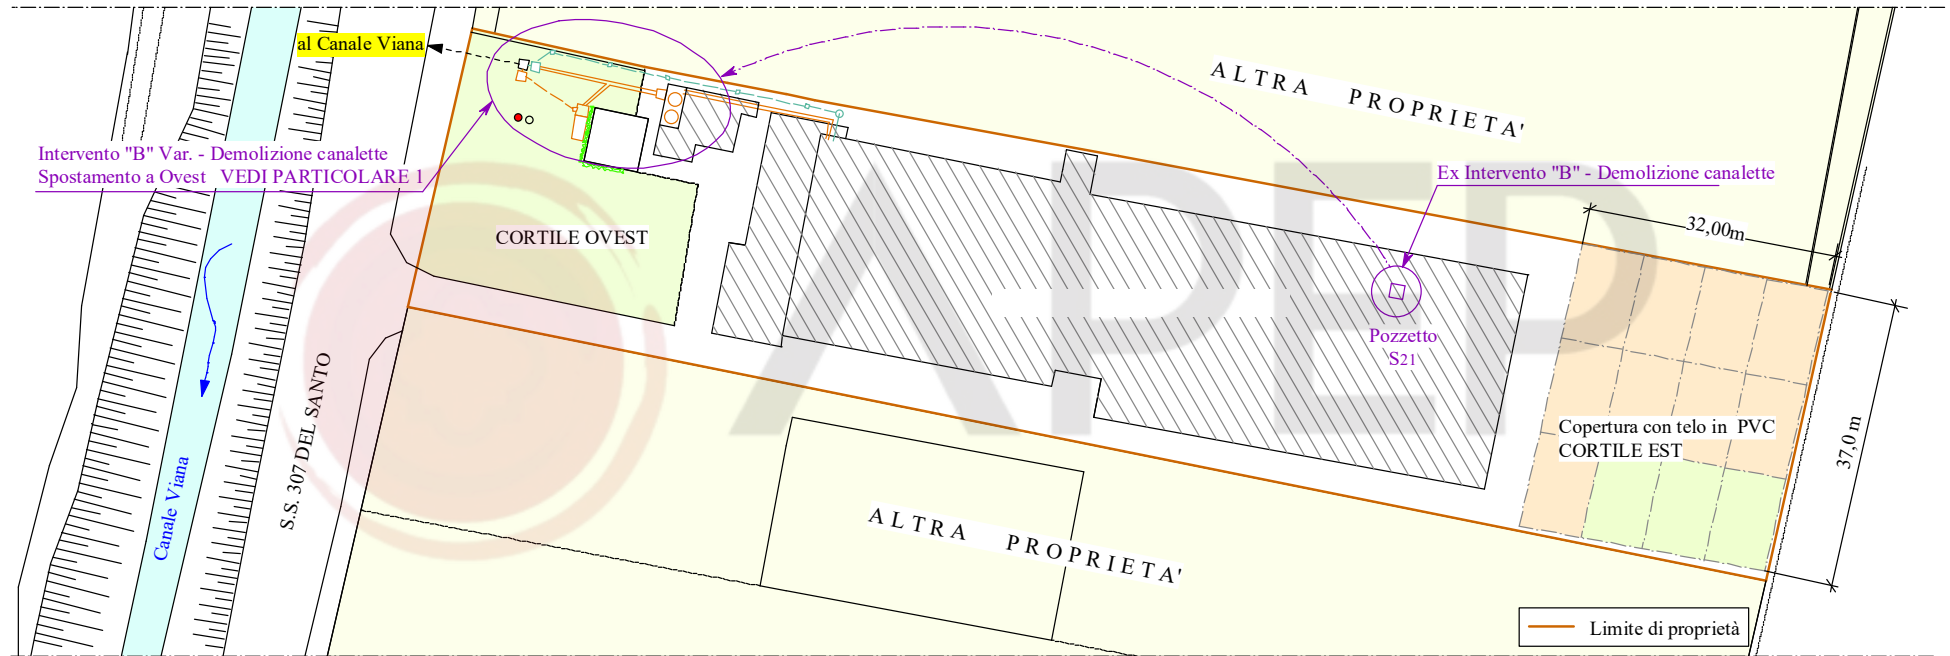 al Canale Viana
ALTRA PROPRIETA'
Intervento "B" Var. - Demolizione canalette
Spostamento a Ovest VEDI PARTICOLARE 1
Ex Intervento "B" - Demolizione canalette
32,00m
CORTILE OVEST
Pozzetto
S21
APED
Copertura con telo in PVC
CORTILE EST
37,0 m
S.S. 307 DEL SANTO
Canale Viana
ALTRA PROPRIETA'
Limite di proprietà